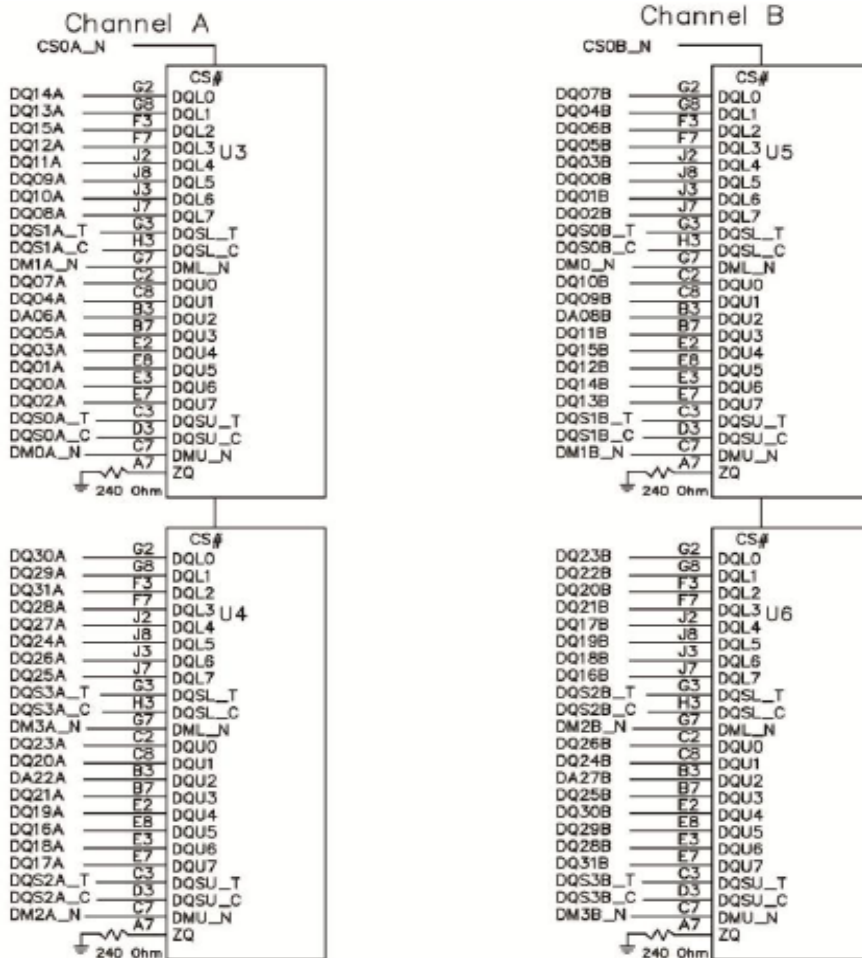 Channel A
CS0A_N
CS#
DQ14A G2 DQL0
DQ13A G8 DQL1
DQ15A F3 DQL2
DQ12A F7 DQL3 U3
DQ11A J2 DQL4
DQ09A J8 DQL5
DQ10A J3 DQL6
DQ08A J7 DQL7
DQS1A_T G3 DQSL_T
DQS1A_C H3 DQSL_C
DM1A_N G7 DML_N
DQ07A C2 DQU0
DQ04A C8 DQU1
DA06A B3 DQU2
DQ05A B7 DQU3
DQ03A E2 DQU4
DQ01A E8 DQU5
DQ00A E3 DQU6
DQ02A E7 DQU7
DQS0A_T C3 DQSU_T
DQS0A_C D3 DQSU_C
DM0A_N C7 DMU_N
A7 ZQ
240 Ohm
CS#
DQ30A G2 DQL0
DQ29A G8 DQL1
DQ31A F3 DQL2
DQ28A F7 DQL3 U4
DQ27A J2 DQL4
DQ24A J8 DQL5
DQ26A J3 DQL6
DQ25A J7 DQL7
DQS3A_T G3 DQSL_T
DQS3A_C H3 DQSL_C
DM3A_N G7 DML_N
DQ23A C2 DQU0
DQ20A C8 DQU1
DA22A B3 DQU2
DQ21A B7 DQU3
DQ19A E2 DQU4
DQ16A E8 DQU5
DQ18A E3 DQU6
DQ17A E7 DQU7
DQS2A_T C3 DQSU_T
DQS2A_C D3 DQSU_C
DM2A_N C7 DMU_N
A7 ZQ
240 Ohm
Channel B
CS0B_N
CS#
DQ07B G2 DQL0
DQ04B G8 DQL1
DQ06B F3 DQL2
DQ05B F7 DQL3 U5
DQ03B J2 DQL4
DQ00B J8 DQL5
DQ01B J3 DQL6
DQ02B J7 DQL7
DQS0B_T G3 DQSL_T
DQS0B_C H3 DQSL_C
DM0_N G7 DML_N
DQ10B C2 DQU0
DQ09B C8 DQU1
DA08B B3 DQU2
DQ11B B7 DQU3
DQ15B E2 DQU4
DQ12B E8 DQU5
DQ14B E3 DQU6
DQ13B E7 DQU7
DQS1B_T C3 DQSU_T
DQS1B_C D3 DQSU_C
DM1B_N C7 DMU_N
A7 ZQ
240 Ohm
CS#
DQ23B G2 DQL0
DQ22B G8 DQL1
DQ20B F3 DQL2
DQ21B F7 DQL3 U6
DQ17B J2 DQL4
DQ19B J8 DQL5
DQ18B J3 DQL6
DQ16B J7 DQL7
DQS2B_T G3 DQSL_T
DQS2B_C H3 DQSL_C
DM2B_N G7 DML_N
DQ26B C2 DQU0
DQ24B C8 DQU1
DA27B B3 DQU2
DQ25B B7 DQU3
DQ30B E2 DQU4
DQ29B E8 DQU5
DQ28B E3 DQU6
DQ31B E7 DQU7
DQS3B_T C3 DQSU_T
DQS3B_C D3 DQSU_C
DM3B_N C7 DMU_N
A7 ZQ
240 Ohm